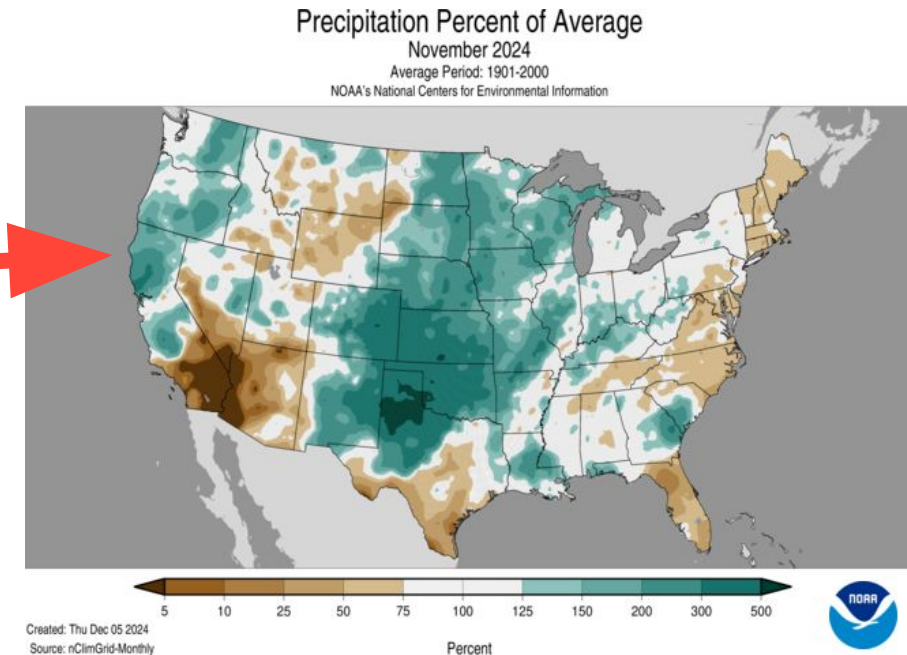 Precipitation Percent of Average
November 2024
Average Period: 1901-2000
NOAA's National Centers for Environmental Information
5 10 25 50 75 100 125 150 200 300 500
Created: Thu Dec 05 2024
Source: nClimGrid-Monthly
Percent
NOAA